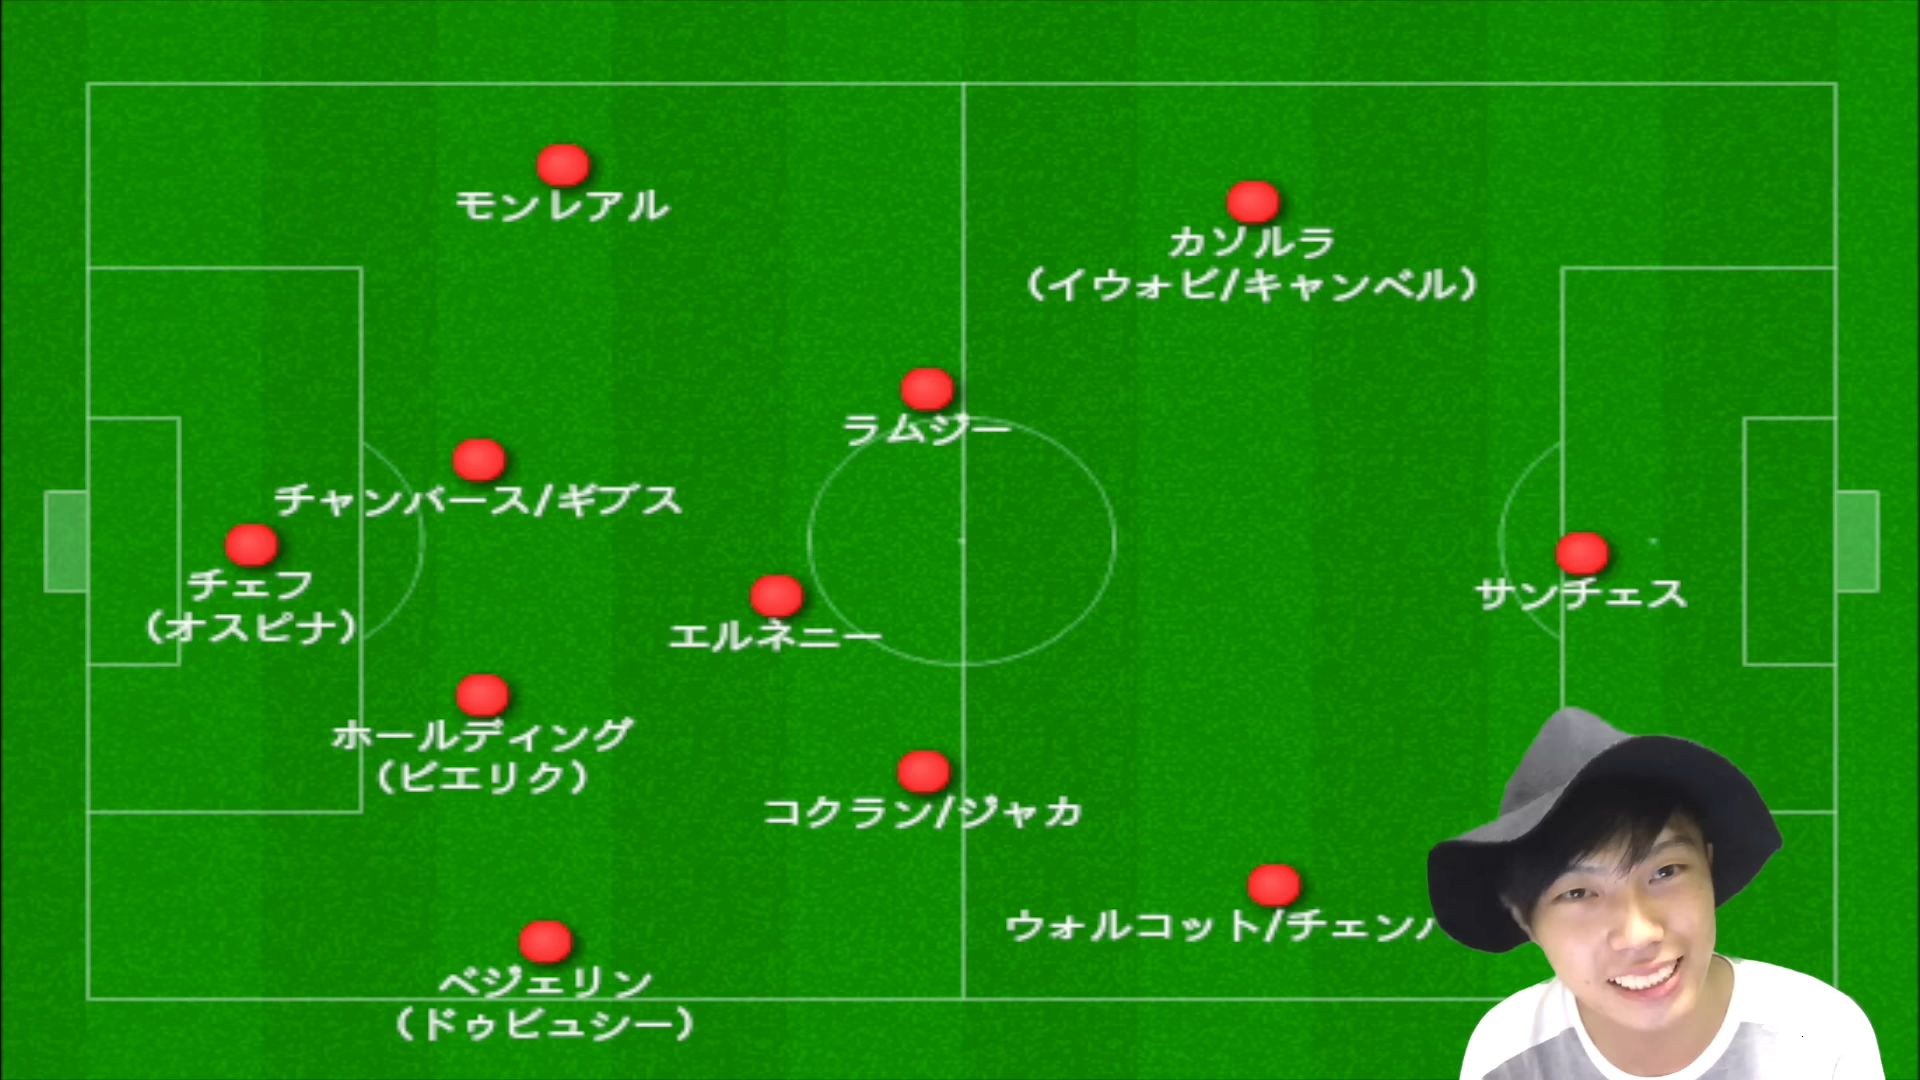 モンレアル
カソルラ
(イウォビ/キャンベル)
ラムジー
チャンバース/ギブス
チェフ
(オスピナ)
サンチェス
エルネニー
ホールディング
(ビエリク)
コクラン/ジャカ
ウォルコット/チェン
ベジェリン
(ドゥビュシー)